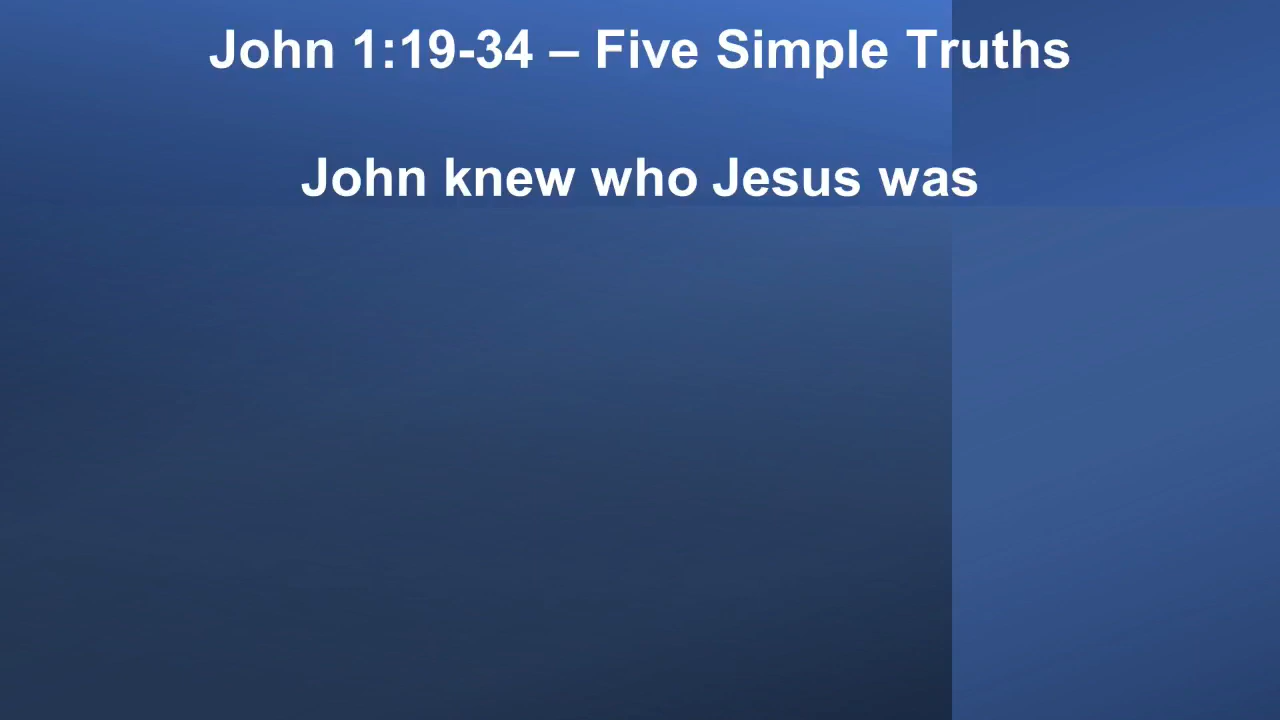 John 1:19-34 – Five Simple Truths
John knew who Jesus was